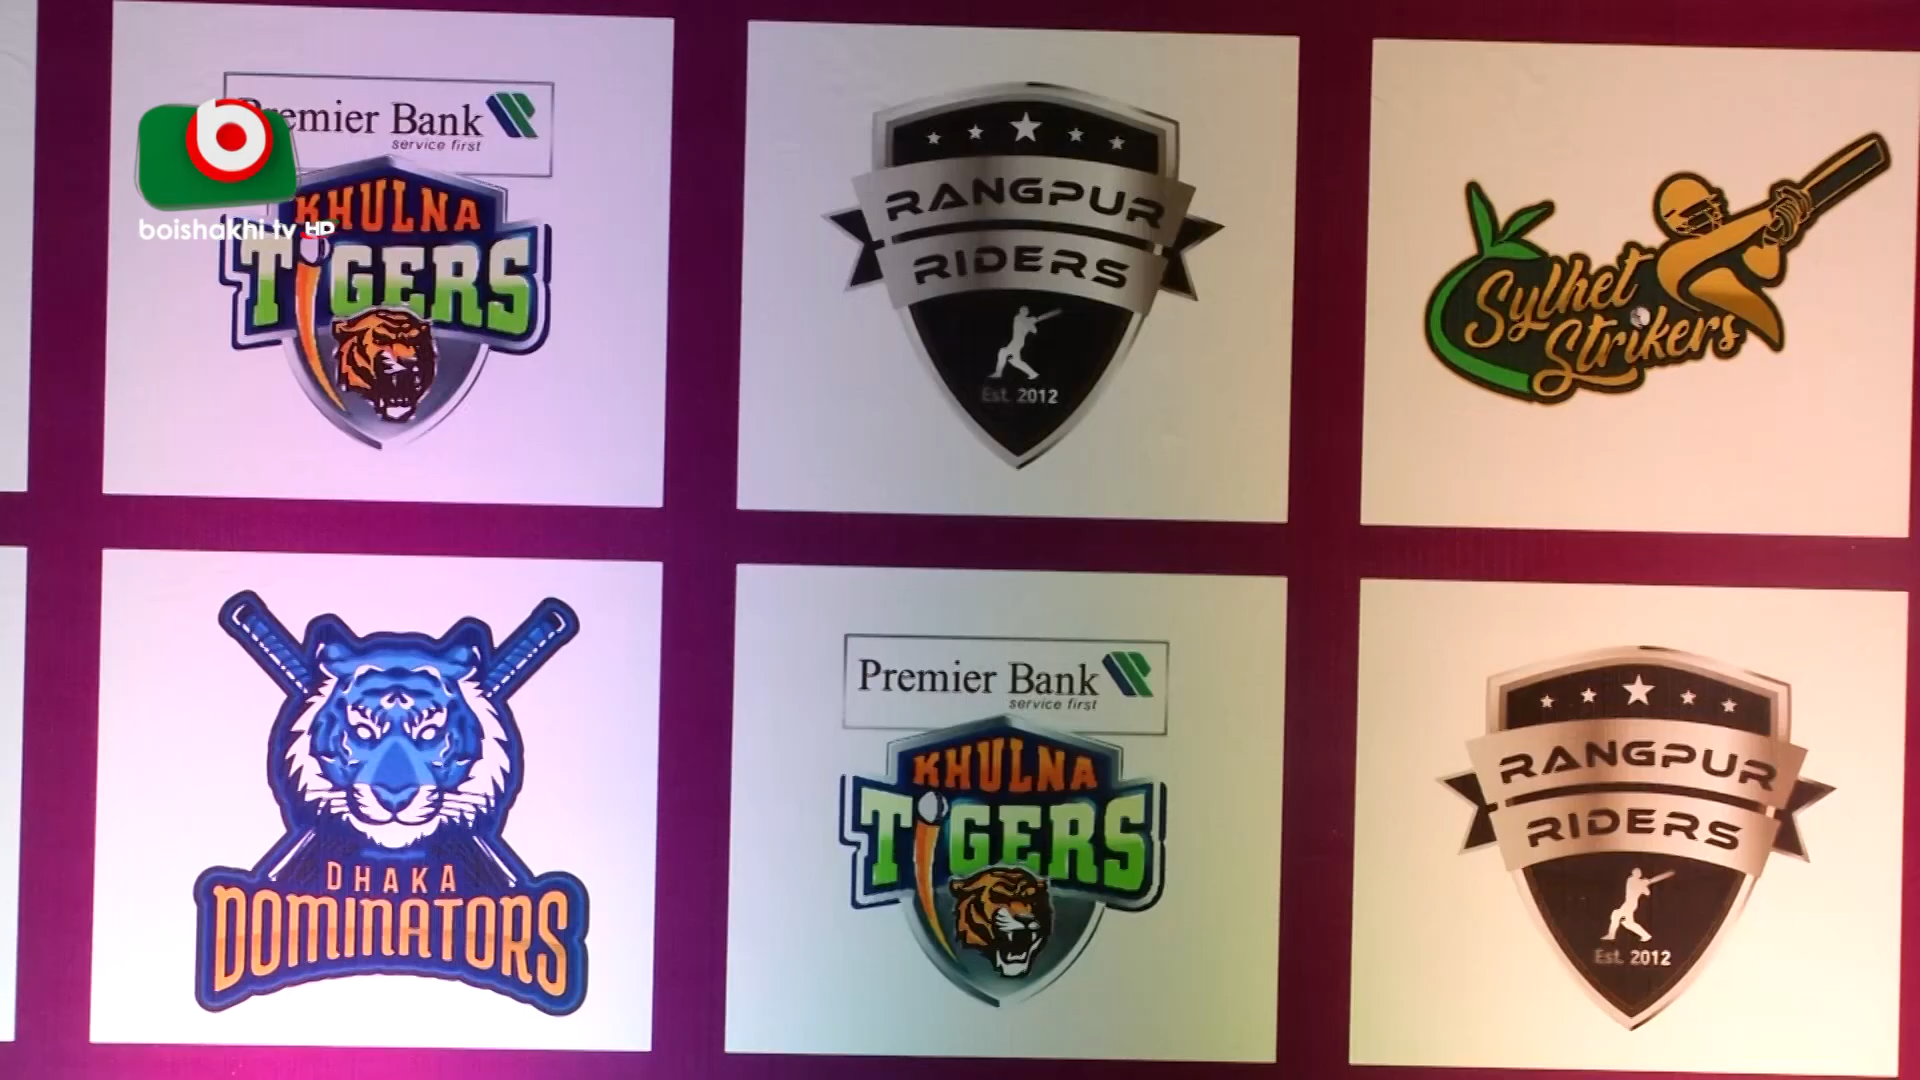 Premier Bank
service first
KHULNA
TIGERS
boishakhi tv HD
RANGPUR
RIDERS
Est. 2012
Sylhet
Strikers
DHAKA
DOMINATORS
Premier Bank
service first
KHULNA
TIGERS
RANGPUR
RIDERS
Est. 2012